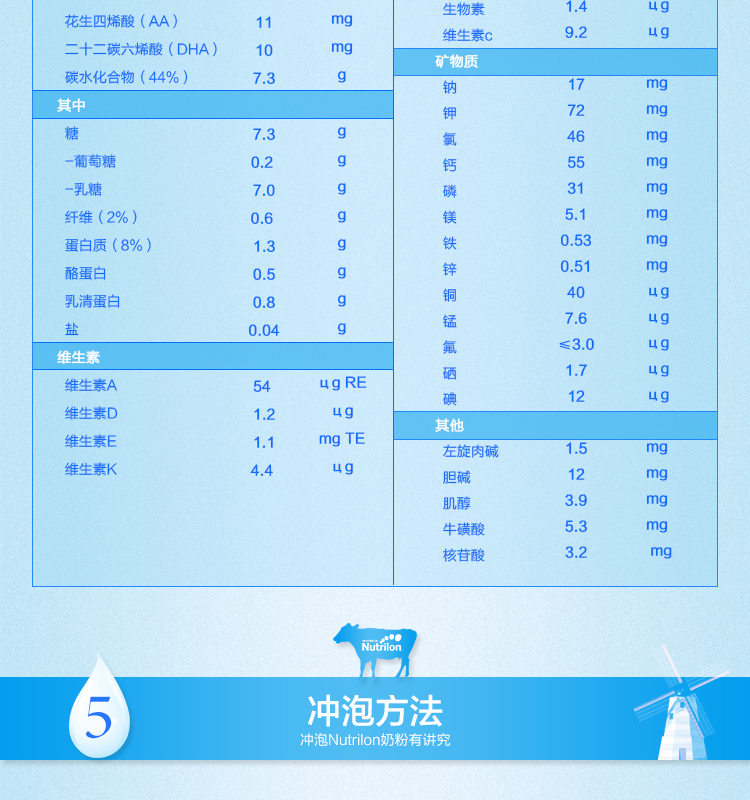 花生四烯酸（AA） 11 mg
二十二碳六烯酸（DHA） 10 mg
碳水化合物（44%） 7.3 g
其中
糖 7.3 g
–葡萄糖 0.2 g
–乳糖 7.0 g
纤维（2%） 0.6 g
蛋白质（8%） 1.3 g
酪蛋白 0.5 g
乳清蛋白 0.8 g
盐 0.04 g
维生素
维生素A 54 ц g RE
维生素D 1.2 ц g
维生素E 1.1 mg TE
维生素K 4.4 ц g
生物素 1.4 ц g
维生素c 9.2 ц g
矿物质
钠 17 mg
钾 72 mg
氯 46 mg
钙 55 mg
磷 31 mg
镁 5.1 mg
铁 0.53 mg
锌 0.51 mg
铜 40 ц g
锰 7.6 ц g
氟 ≤3.0 ц g
硒 1.7 ц g
碘 12 ц g
其他
左旋肉碱 1.5 mg
胆碱 12 mg
肌醇 3.9 mg
牛磺酸 5.3 mg
核苷酸 3.2 mg
Nutrilon
5
冲泡方法
冲泡Nutrilon奶粉有讲究